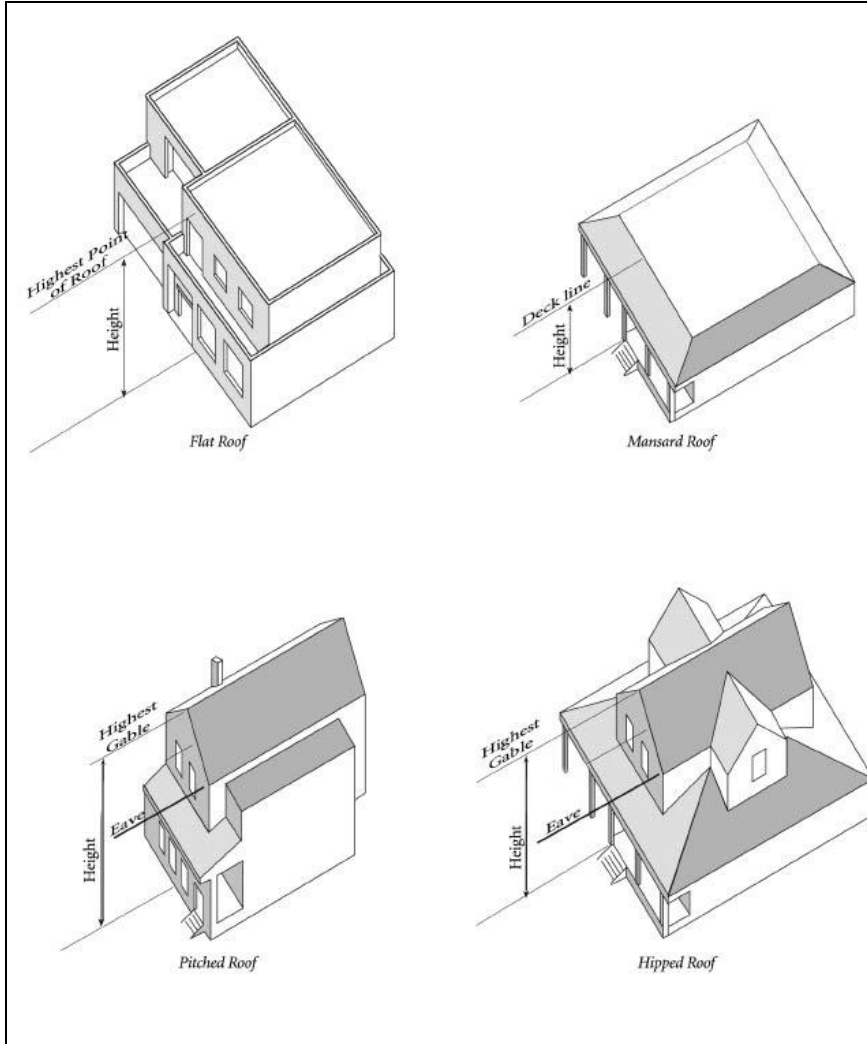 Highest Point
of Roof
Height
Flat Roof
Deck line
Height
Mansard Roof
Highest
Gable
Eave
Height
Pitched Roof
Highest
Gable
Eave
Height
Hipped Roof